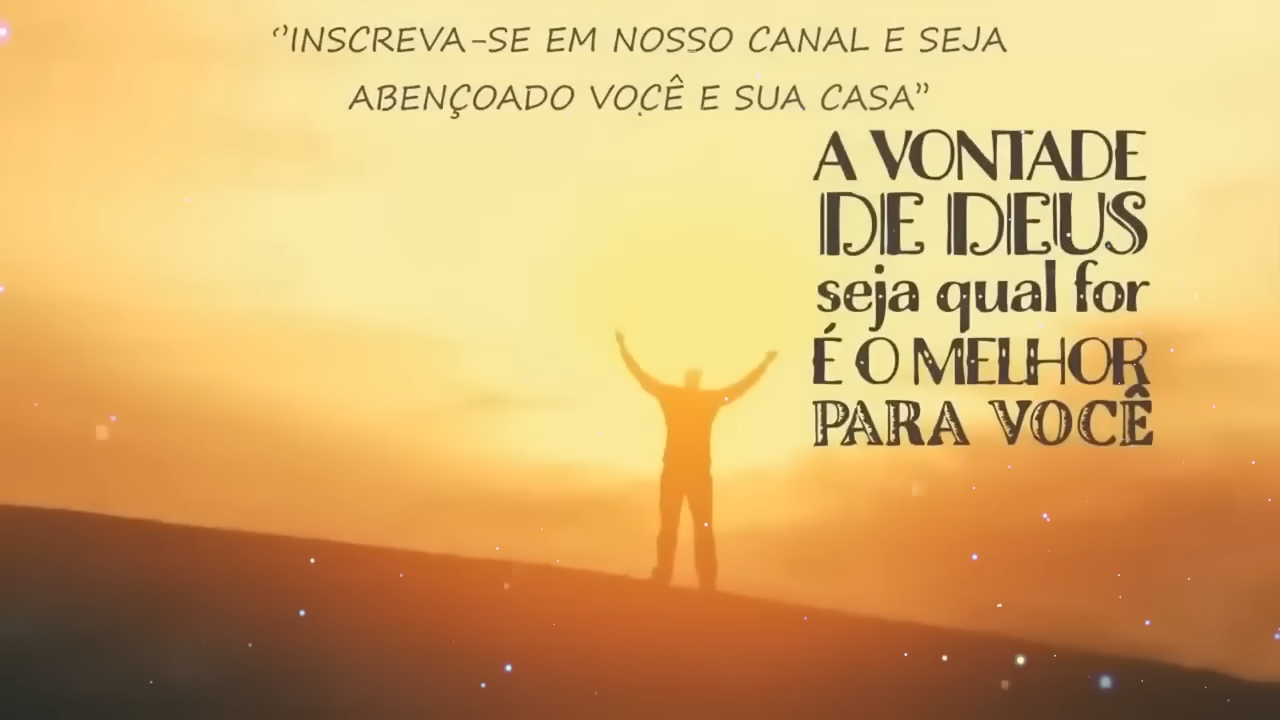 “INSCREVA-SE EM NOSSO CANAL E SEJA
ABENÇOADO VOCÊ E SUA CASA”
A VONTADE
DE DEUS
seja qual for
É O MELHOR
PARA VOCÊ